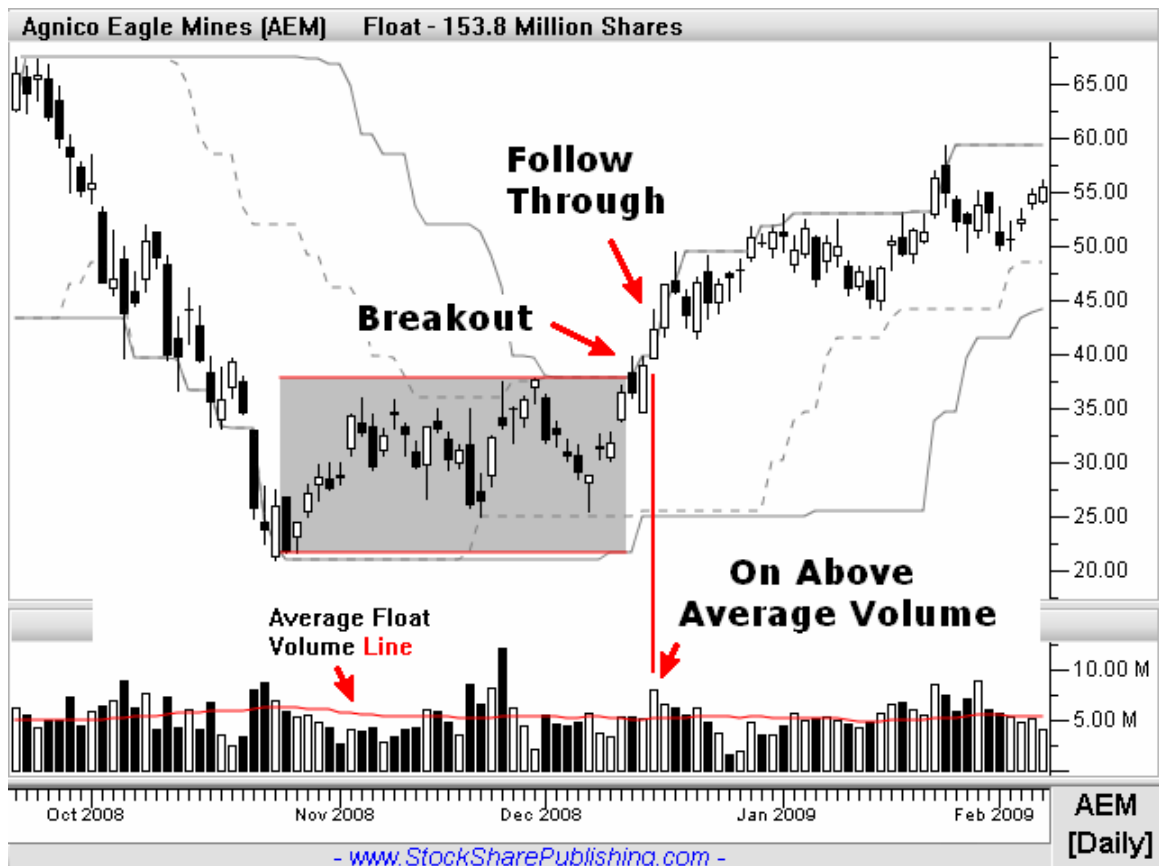 Agnico Eagle Mines (AEM) Float - 153.8 Million Shares
65.00
60.00
Follow
Through
55.00
50.00
45.00
Breakout
40.00
35.00
30.00
25.00
On Above
Average Volume
20.00
Average Float
Volume Line
10.00 M
5.00 M
Oct 2008 Nov 2008 Dec 2008 Jan 2009 Feb 2009
AEM
[Daily]
- www.StockSharePublishing.com -